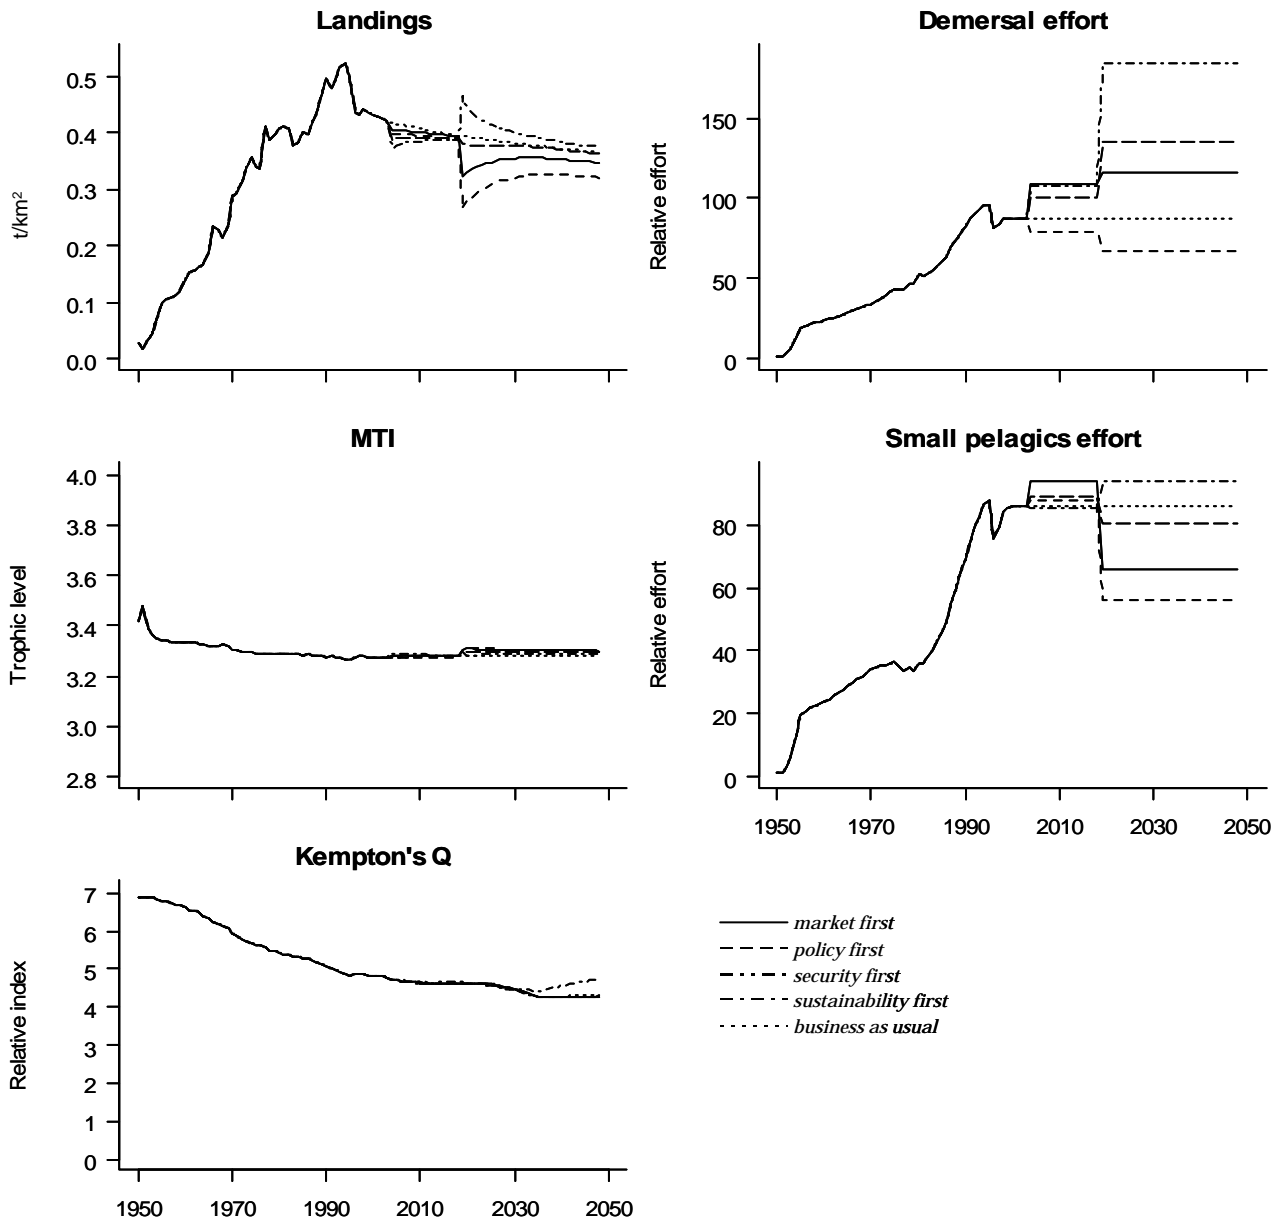 Landings
t/km²
0.5
0.4
0.3
0.2
0.1
0.0
Demersal effort
Relative effort
150
100
50
0
MTI
Trophic level
4.0
3.8
3.6
3.4
3.2
3.0
2.8
Small pelagics effort
Relative effort
80
60
40
20
0
1950 1970 1990 2010 2030 2050
Kempton's Q
Relative index
7
6
5
4
3
2
1
0
1950 1970 1990 2010 2030 2050
market first
policy first
security first
sustainability first
business as usual